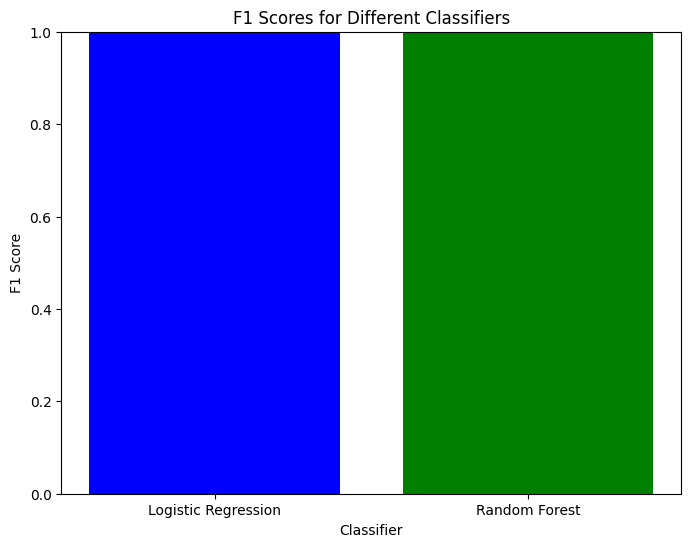 F1 Scores for Different Classifiers
1.0
0.8
0.6
0.4
0.2
0.0
F1 Score
Logistic Regression
Random Forest
Classifier